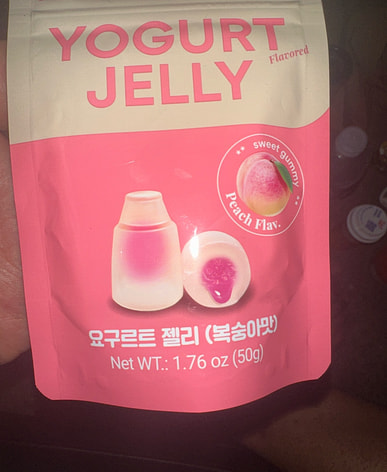 YOGURT
Flavored
JELLY
** sweet gummy **
Peach Flav.
요구르트 젤리 (복숭아맛)
Net WT.: 1.76 oz (50g)